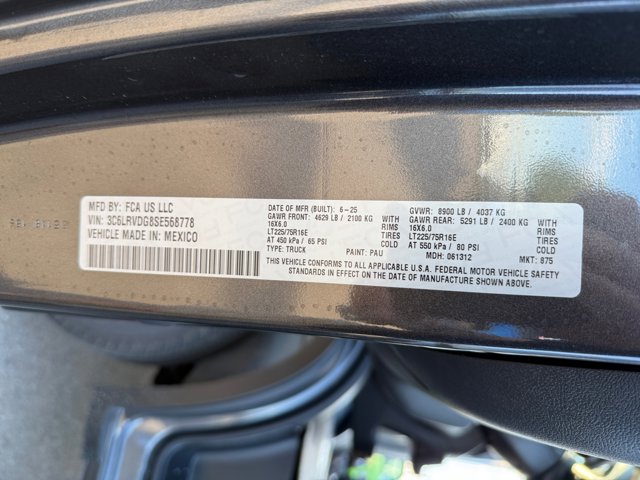 MFD BY: FCA US LLC
VIN: 3C6LRVDG8SE568778
VEHICLE MADE IN: MEXICO
DATE OF MFR (BUILT): 6-25 GVWR: 8900 LB / 4037 KG
GAWR FRONT: 4629 LB / 2100 KG WITH GAWR REAR: 5291 LB / 2400 KG WITH
16X6.0 RIMS 16X6.0 RIMS
LT225/75R16E TIRES LT225/75R16E TIRES
AT 450 kPa / 65 PSI COLD AT 550 kPa / 80 PSI COLD
TYPE: TRUCK PAINT: PAU MDH: 061312 MKT: 875
THIS VEHICLE CONFORMS TO ALL APPLICABLE U.S.A. FEDERAL MOTOR VEHICLE SAFETY
STANDARDS IN EFFECT ON THE DATE OF MANUFACTURE SHOWN ABOVE.